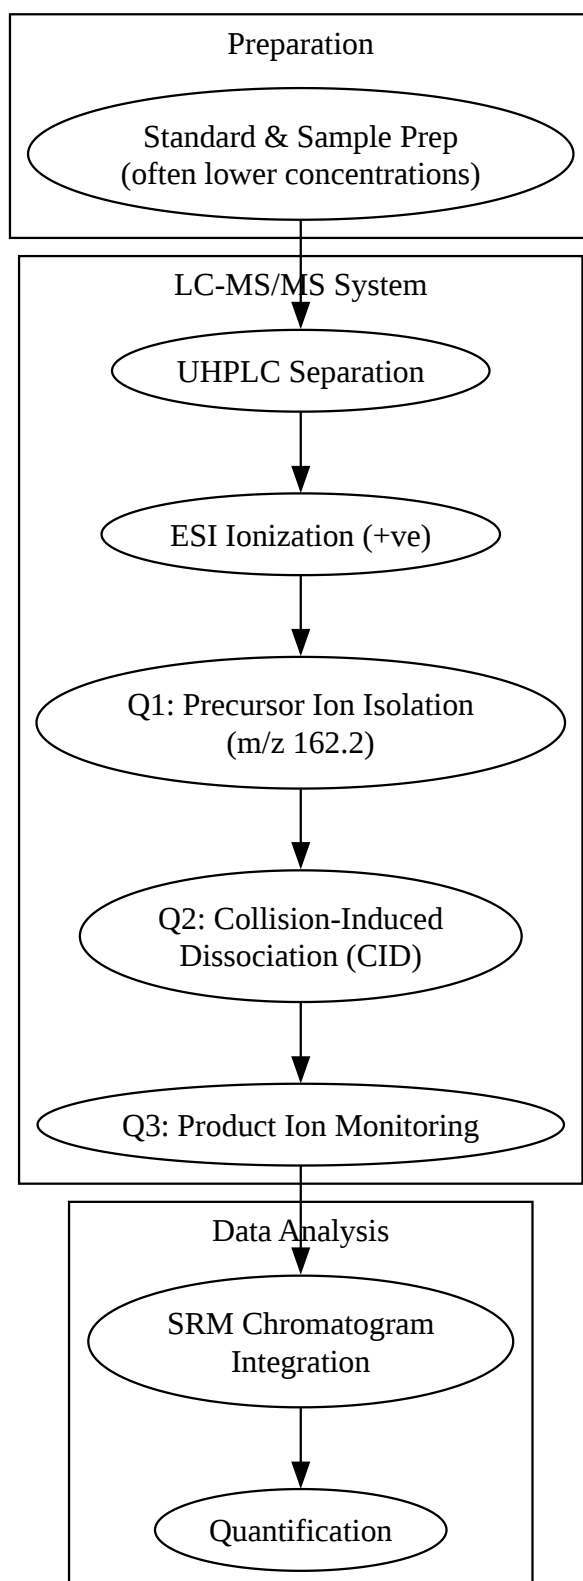 Preparation
Standard & Sample Prep
(often lower concentrations)
LC-MS/MS System
UHPLC Separation
ESI Ionization (+ve)
Q1: Precursor Ion Isolation
(m/z 162.2)
Q2: Collision-Induced
Dissociation (CID)
Q3: Product Ion Monitoring
Data Analysis
SRM Chromatogram
Integration
Quantification